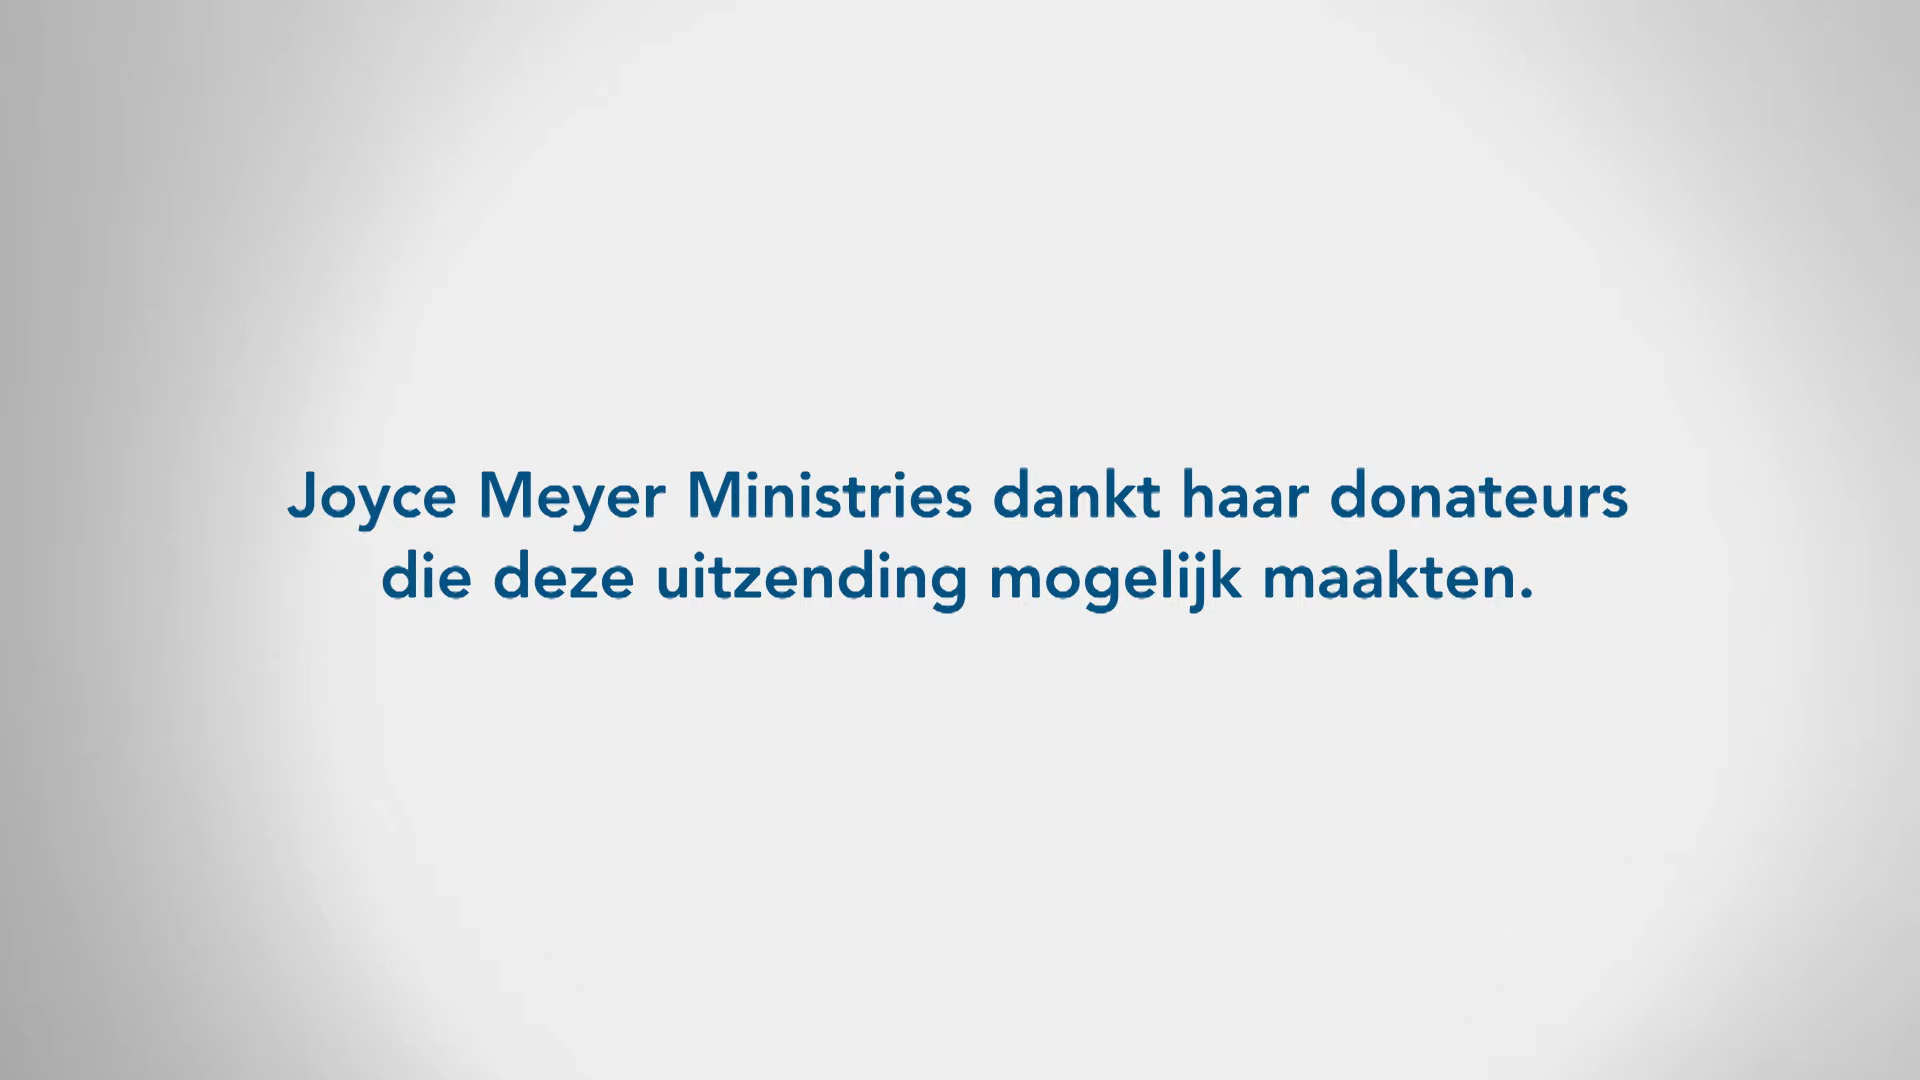 Joyce Meyer Ministries dankt haar donateurs
die deze uitzending mogelijk maakten.